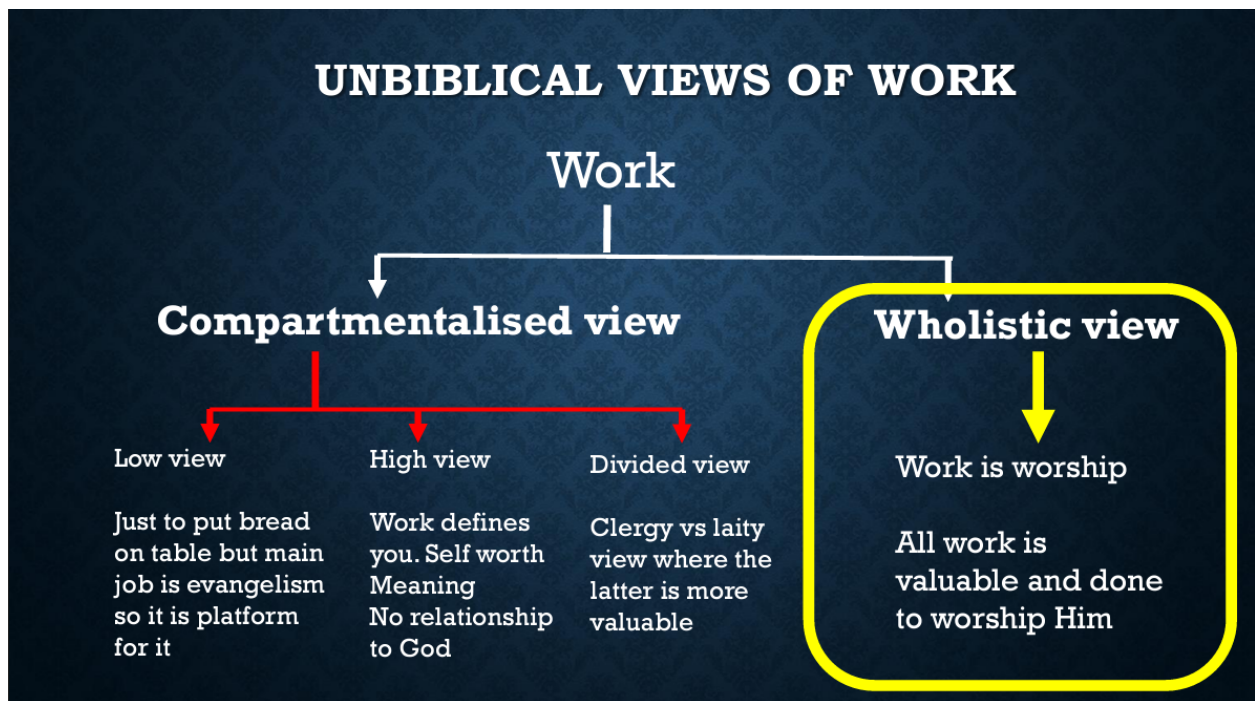 UNBIBLICAL VIEWS OF WORK
Work
Compartmentalised view
Low view
Just to put bread
on table but main
job is evangelism
so it is platform
for it
High view
Work defines
you. Self worth
Meaning
No relationship
to God
Divided view
Clergy vs laity
view where the
latter is more
valuable
Wholistic view
Work is worship
All work is
valuable and done
to worship Him